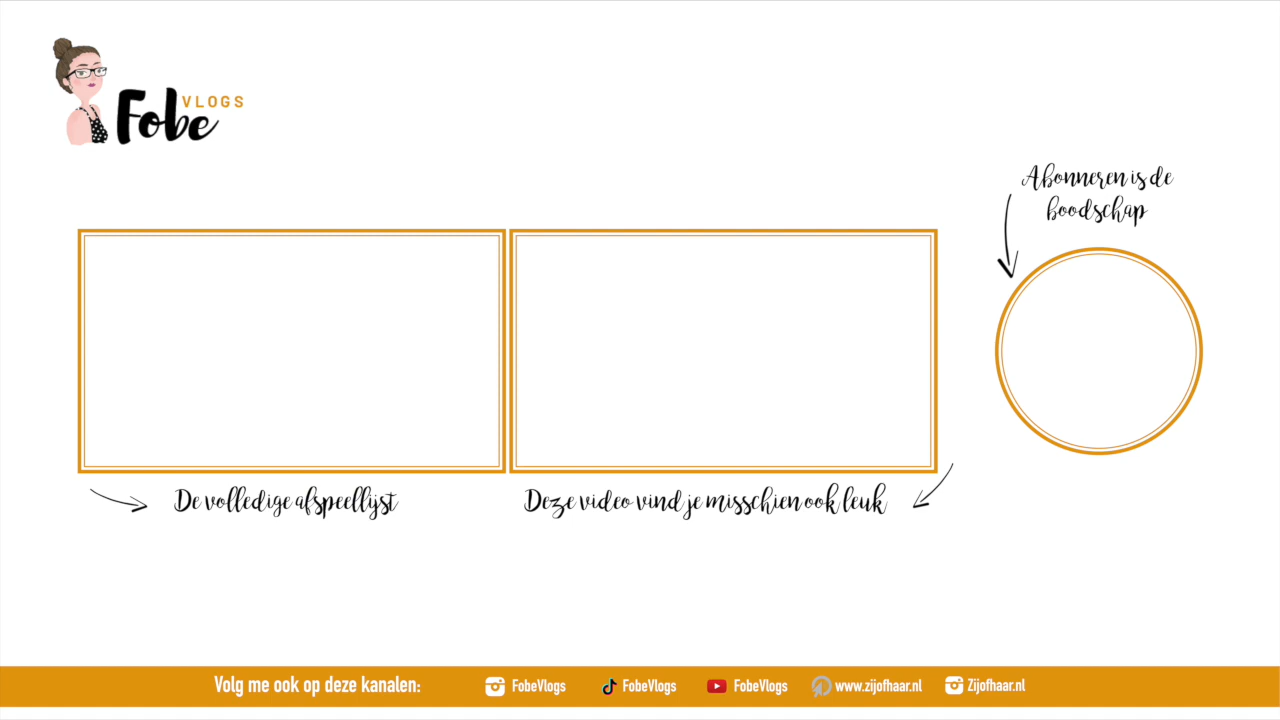 VLOGS
Fobe
Abonneren is de
boodschap
De volledige afspeellijst
Deze video vind je misschien ook leuk
Volg me ook op deze kanalen: FobeVlogs FobeVlogs FobeVlogs www.zijofhaar.nl Zijofhaar.nl